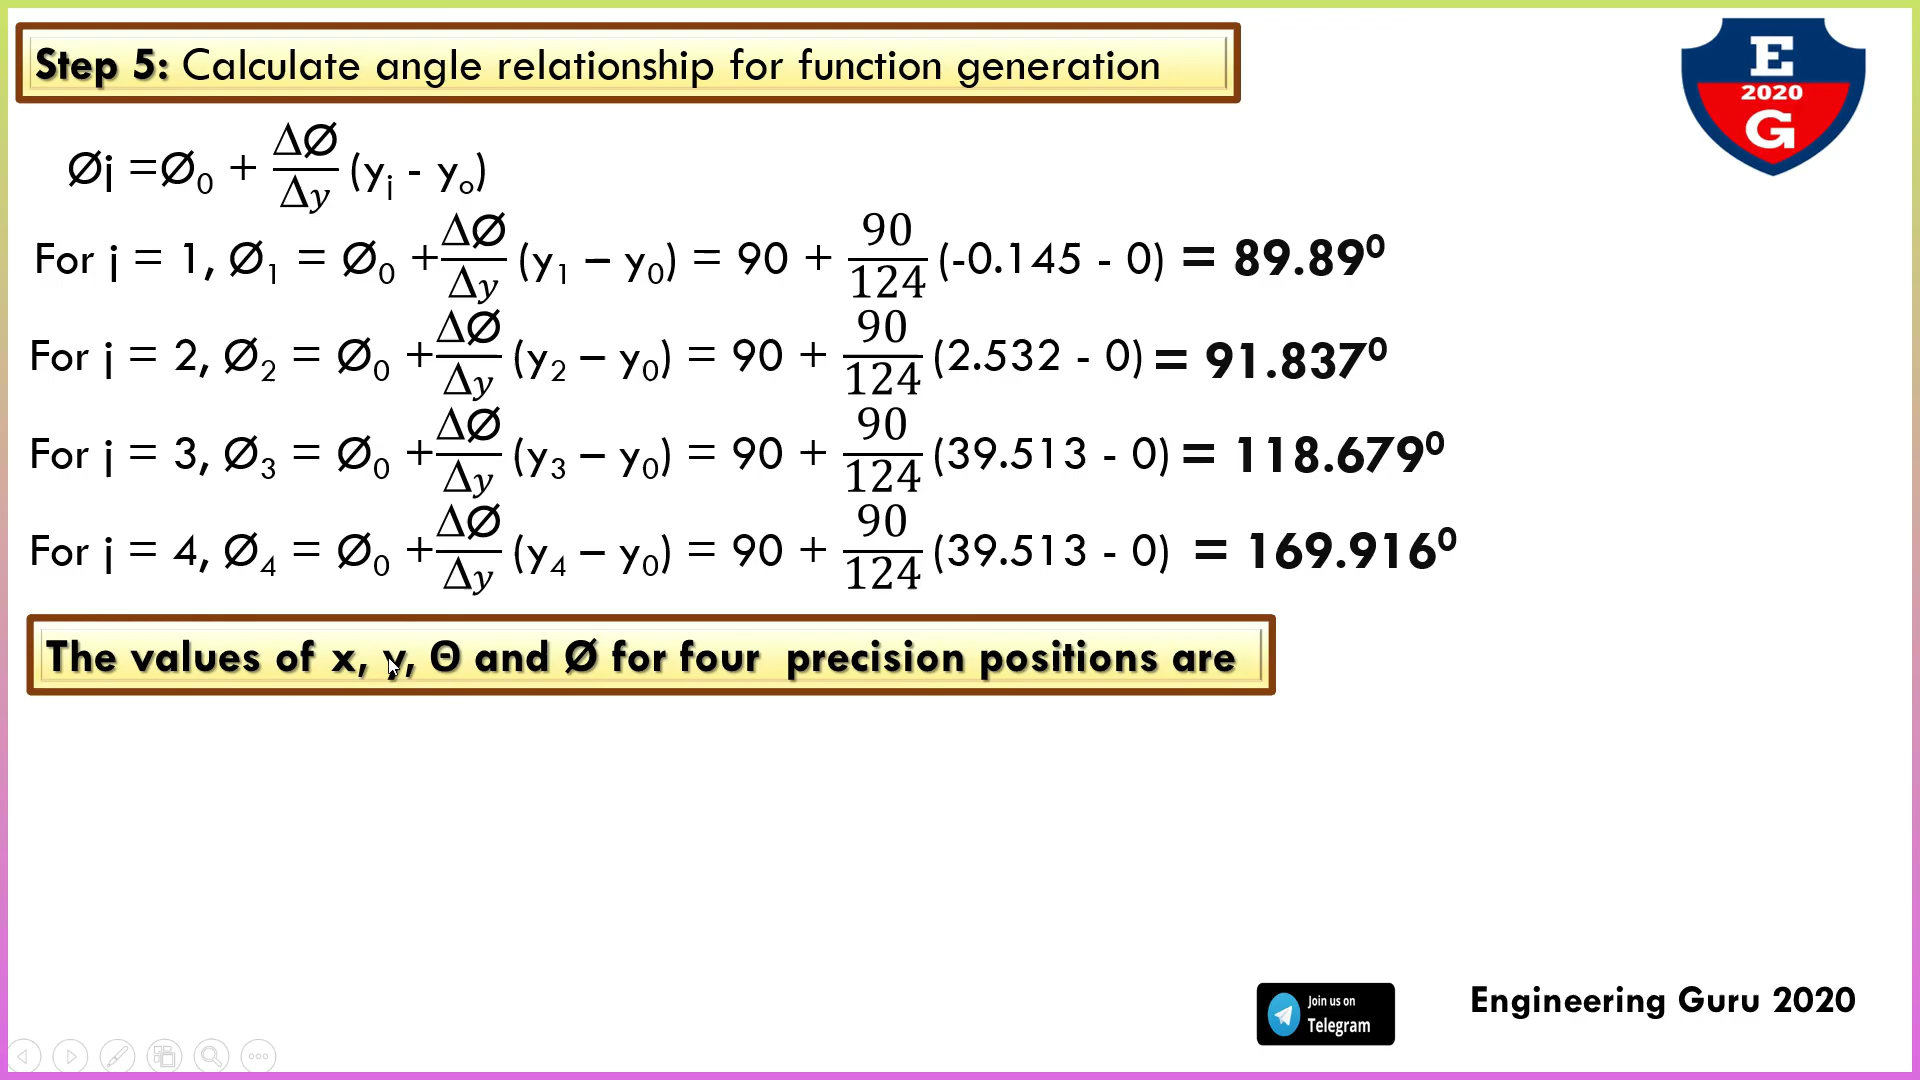 Step 5: Calculate angle relationship for function generation
E
2020
G
Øj =Ø₀ + ΔØ/Δy (yⱼ - yₒ)
For j = 1, Ø₁ = Ø₀ +ΔØ/Δy (y₁ – y₀) = 90 + 90/124 (-0.145 - 0) = 89.89⁰
For j = 2, Ø₂ = Ø₀ +ΔØ/Δy (y₂ – y₀) = 90 + 90/124 (2.532 - 0) = 91.837⁰
For j = 3, Ø₃ = Ø₀ +ΔØ/Δy (y₃ – y₀) = 90 + 90/124 (39.513 - 0) = 118.679⁰
For j = 4, Ø₄ = Ø₀ +ΔØ/Δy (y₄ – y₀) = 90 + 90/124 (39.513 - 0) = 169.916⁰
The values of x, y, Θ and Ø for four precision positions are
Join us on
Telegram
Engineering Guru 2020